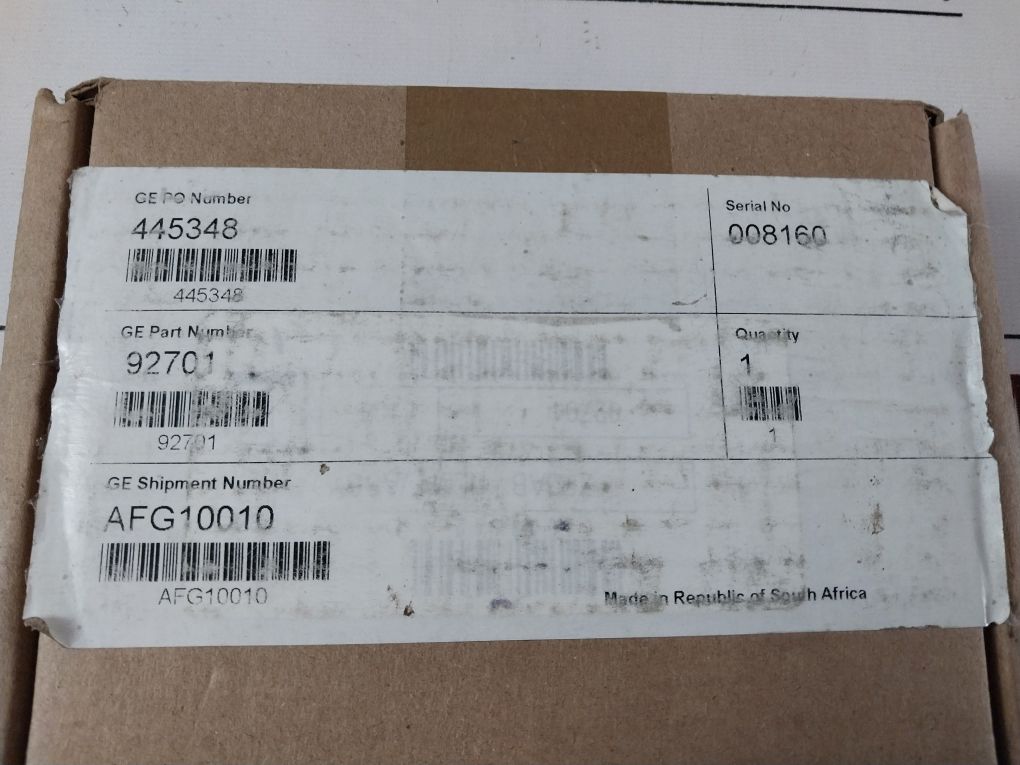 GE PO Number
445348
445348
Serial No
008160
GE Part Number
92701
92701
Quantity
1
1
GE Shipment Number
AFG10010
AFG10010
Made in Republic of South Africa